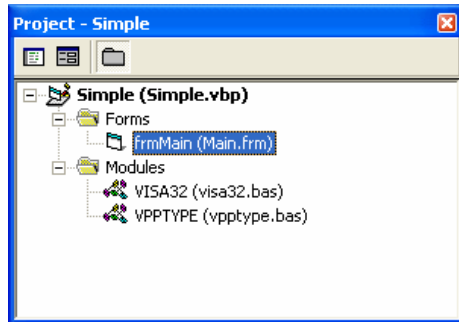 Project - Simple
Simple (Simple.vbp)
Forms
frmMain (Main.frm)
Modules
VISA32 (visa32.bas)
VPPTYPE (vpptype.bas)